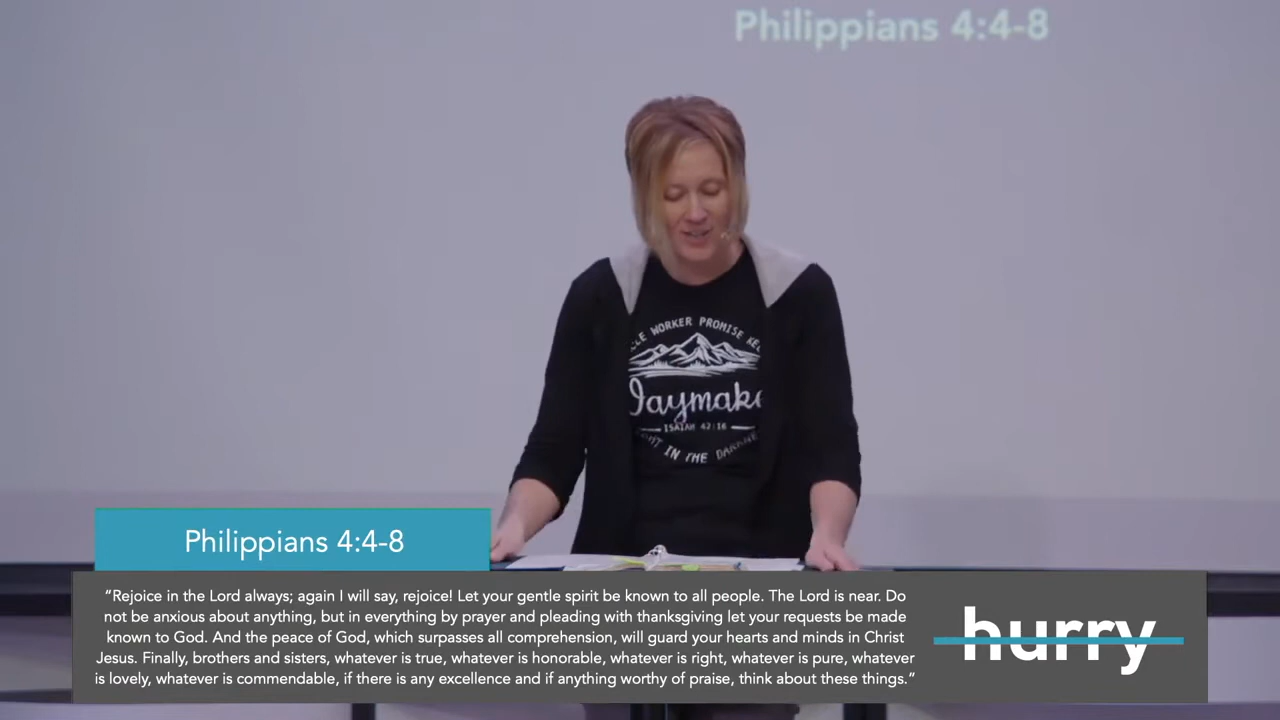 Philippians 4:4-8
WORKER PROMISE
ISAIAH 42:16
IN THE
Philippians 4:4-8
“Rejoice in the Lord always; again I will say, rejoice! Let your gentle spirit be known to all people. The Lord is near. Do
not be anxious about anything, but in everything by prayer and pleading with thanksgiving let your requests be made
known to God. And the peace of God, which surpasses all comprehension, will guard your hearts and minds in Christ
Jesus. Finally, brothers and sisters, whatever is true, whatever is honorable, whatever is right, whatever is pure, whatever
is lovely, whatever is commendable, if there is any excellence and if anything worthy of praise, think about these things.”
hurry